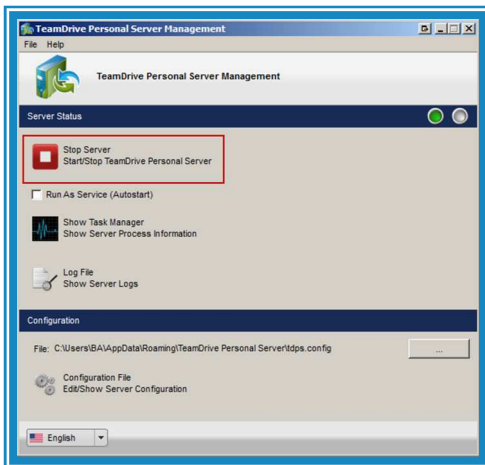 TeamDrive Personal Server Management
File Help
TeamDrive Personal Server Management
Server Status
Stop Server
Start/Stop TeamDrive Personal Server
Run As Service (Autostart)
Show Task Manager
Show Server Process Information
Log File
Show Server Logs
Configuration
File: C:\Users\BA\AppData\Roaming\TeamDrive Personal Server\tdps.config ...
Configuration File
Edit/Show Server Configuration
English